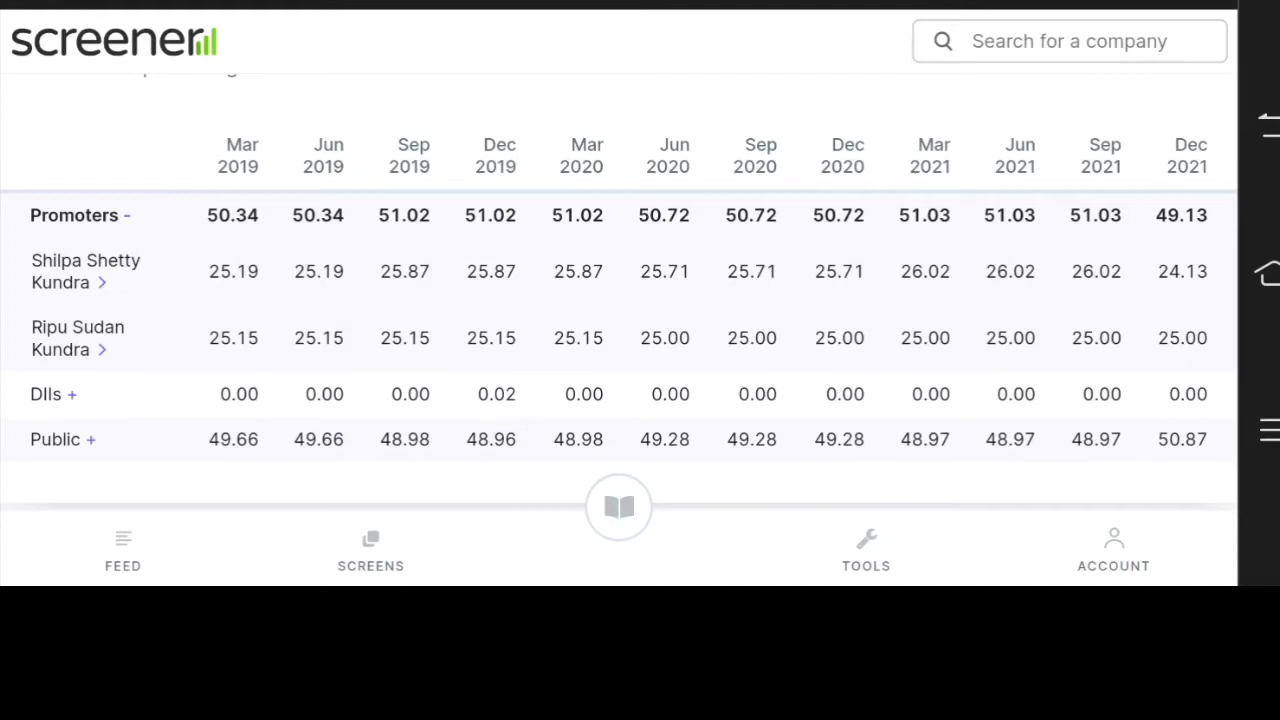 screener
Search for a company
Mar Jun Sep Dec Mar Jun Sep Dec Mar Jun Sep Dec
2019 2019 2019 2019 2020 2020 2020 2020 2021 2021 2021 2021
Promoters - 50.34 50.34 51.02 51.02 51.02 50.72 50.72 50.72 51.03 51.03 51.03 49.13
Shilpa Shetty
Kundra > 25.19 25.19 25.87 25.87 25.87 25.71 25.71 25.71 26.02 26.02 26.02 24.13
Ripu Sudan
Kundra > 25.15 25.15 25.15 25.15 25.15 25.00 25.00 25.00 25.00 25.00 25.00 25.00
DIIs + 0.00 0.00 0.00 0.02 0.00 0.00 0.00 0.00 0.00 0.00 0.00 0.00
Public + 49.66 49.66 48.98 48.96 48.98 49.28 49.28 49.28 48.97 48.97 48.97 50.87
FEED SCREENS TOOLS ACCOUNT